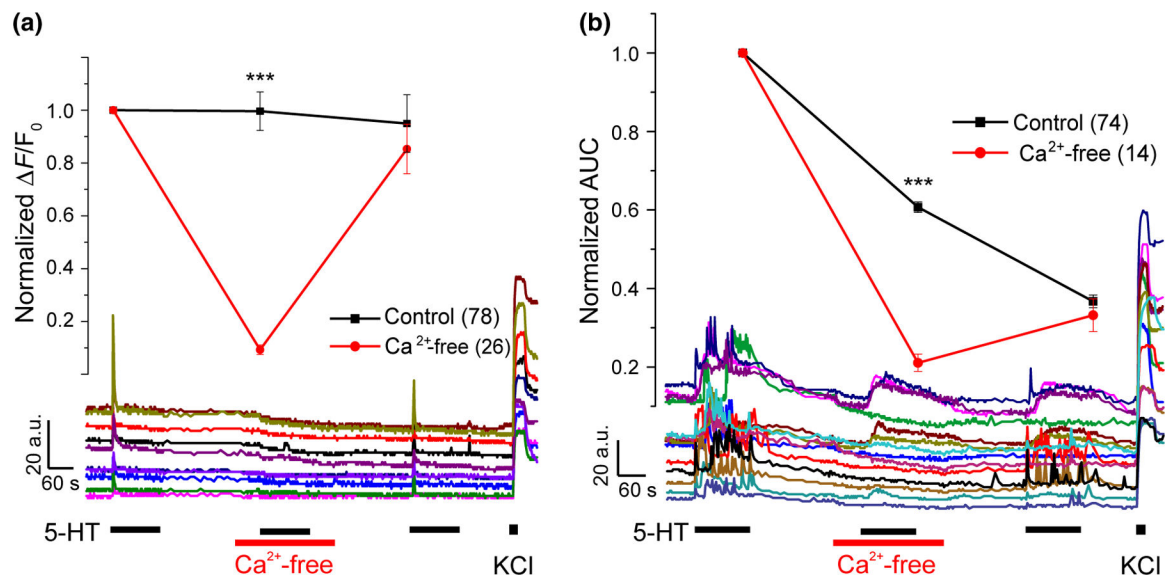 (a)
Normalized ΔF/F₀
1.0
0.8
0.6
0.4
0.2
***
Control (78)
Ca²⁺-free (26)
20 a.u.
60 s
5-HT
Ca²⁺-free
KCl
(b)
Normalized AUC
1.0
0.8
0.6
0.4
0.2
***
Control (74)
Ca²⁺-free (14)
20 a.u.
60 s
5-HT
Ca²⁺-free
KCl